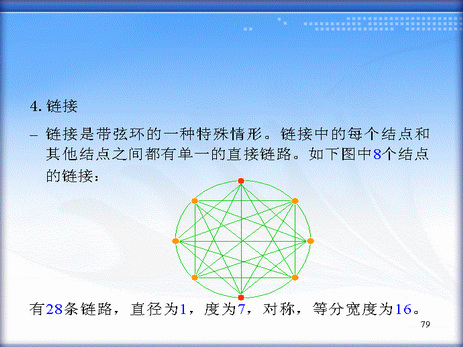 4. 链接
– 链接是带弦环的一种特殊情形。链接中的每个结点和
其他结点之间都有单一的直接链路。如下图中8个结点
的链接：
有28条链路，直径为1，度为7，对称，等分宽度为16。
79